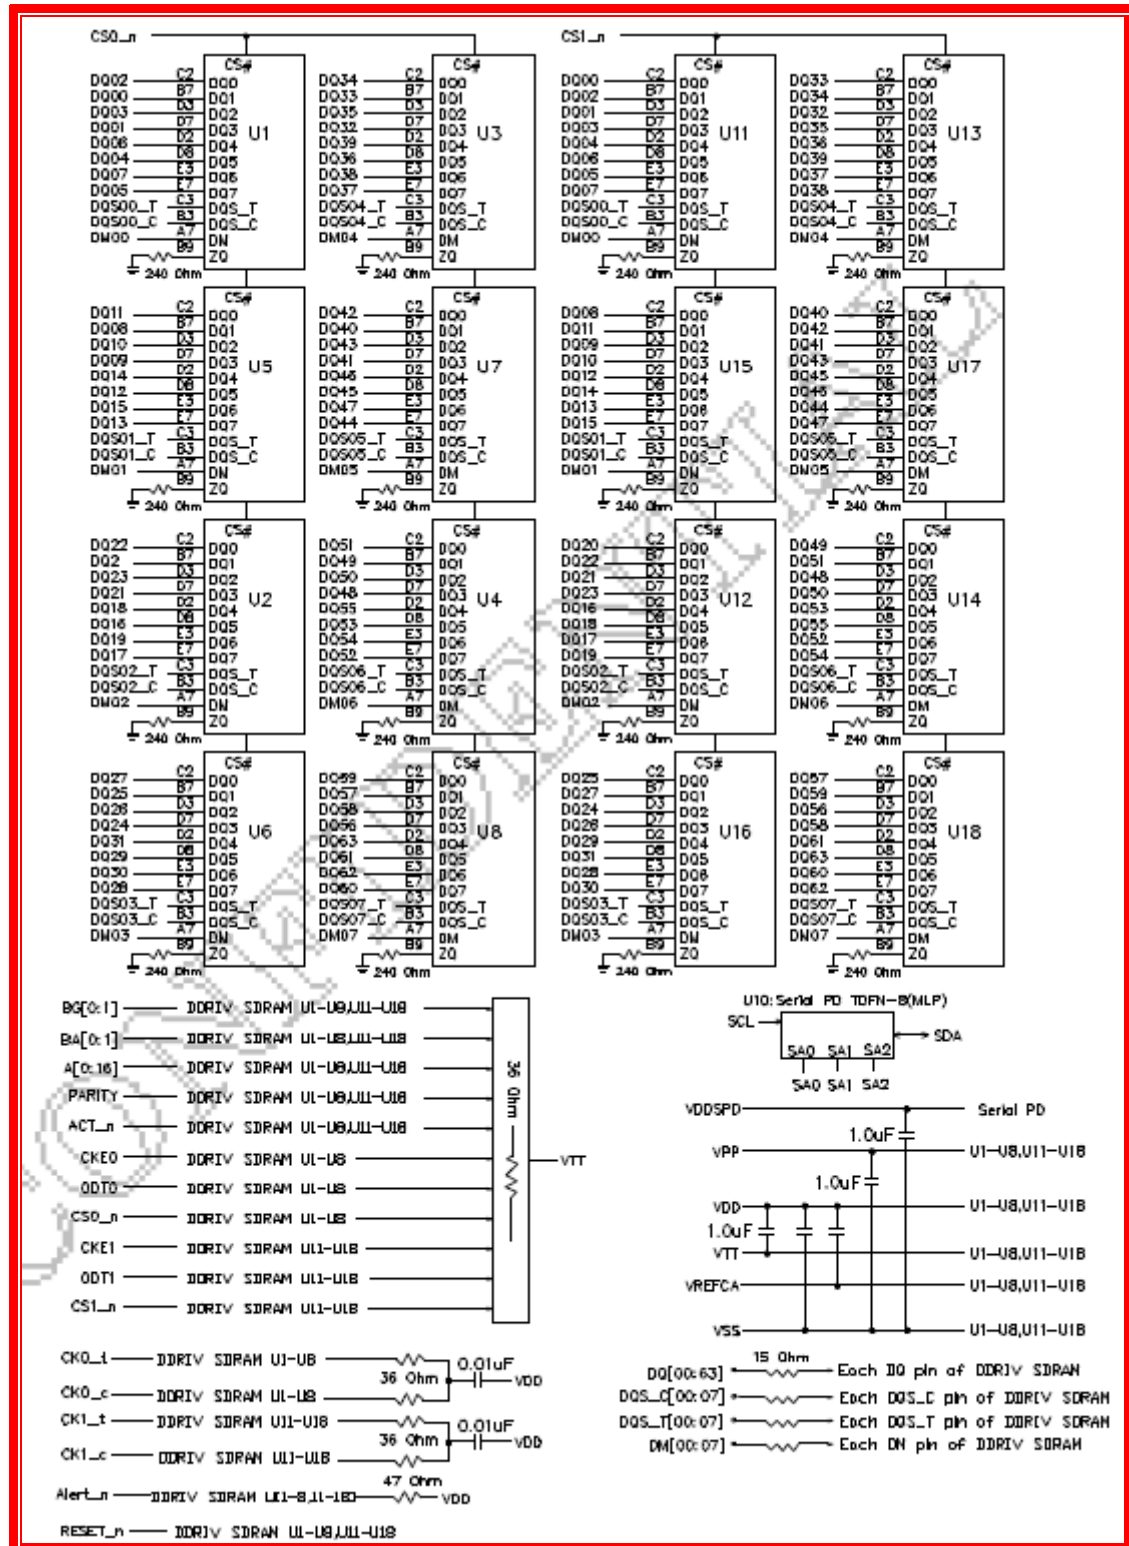 CS0_n
CS#
DQ02 C2 DQ0
DQ00 B7 DQ1
DQ03 D3 DQ2
DQ01 D7 DQ3
DQ06 D2 DQ4
DQ04 D8 DQ5
DQ07 E3 DQ6
DQ05 E7 DQ7
DQS00_T C3 DQS_T
DQS00_C B3 DQS_C
DM00 A7 DM
B9 ZQ
240 Ohm
U1
CS#
DQ34 C2 DQ0
DQ33 B7 DQ1
DQ35 D3 DQ2
DQ32 D7 DQ3
DQ39 D2 DQ4
DQ36 D8 DQ5
DQ38 E3 DQ6
DQ37 E7 DQ7
DQS04_T C3 DQS_T
DQS04_C B3 DQS_C
DM04 A7 DM
B9 ZQ
240 Ohm
U3
CS1_n
CS#
DQ00 C2 DQ0
DQ02 B7 DQ1
DQ01 D3 DQ2
DQ03 D7 DQ3
DQ04 D2 DQ4
DQ06 D8 DQ5
DQ05 E3 DQ6
DQ07 E7 DQ7
DQS00_T C3 DQS_T
DQS00_C B3 DQS_C
DM00 A7 DM
B9 ZQ
240 Ohm
U11
CS#
DQ33 C2 DQ0
DQ34 B7 DQ1
DQ32 D3 DQ2
DQ35 D7 DQ3
DQ36 D2 DQ4
DQ39 D8 DQ5
DQ37 E3 DQ6
DQ38 E7 DQ7
DQS04_T C3 DQS_T
DQS04_C B3 DQS_C
DM04 A7 DM
B9 ZQ
240 Ohm
U13
CS#
DQ11 C2 DQ0
DQ08 B7 DQ1
DQ10 D3 DQ2
DQ09 D7 DQ3
DQ14 D2 DQ4
DQ12 D8 DQ5
DQ15 E3 DQ6
DQ13 E7 DQ7
DQS01_T C3 DQS_T
DQS01_C B3 DQS_C
DM01 A7 DM
B9 ZQ
240 Ohm
U5
CS#
DQ42 C2 DQ0
DQ40 B7 DQ1
DQ43 D3 DQ2
DQ41 D7 DQ3
DQ46 D2 DQ4
DQ45 D8 DQ5
DQ47 E3 DQ6
DQ44 E7 DQ7
DQS05_T C3 DQS_T
DQS05_C B3 DQS_C
DM05 A7 DM
B9 ZQ
240 Ohm
U7
CS#
DQ08 C2 DQ0
DQ11 B7 DQ1
DQ09 D3 DQ2
DQ10 D7 DQ3
DQ12 D2 DQ4
DQ14 D8 DQ5
DQ13 E3 DQ6
DQ15 E7 DQ7
DQS01_T C3 DQS_T
DQS01_C B3 DQS_C
DM01 A7 DM
B9 ZQ
240 Ohm
U15
CS#
DQ40 C2 DQ0
DQ42 B7 DQ1
DQ41 D3 DQ2
DQ43 D7 DQ3
DQ45 D2 DQ4
DQ46 D8 DQ5
DQ44 E3 DQ6
DQ47 E7 DQ7
DQS05_T C3 DQS_T
DQS05_C B3 DQS_C
DM05 A7 DM
B9 ZQ
240 Ohm
U17
CS#
DQ22 C2 DQ0
DQ2 B7 DQ1
DQ23 D3 DQ2
DQ21 D7 DQ3
DQ18 D2 DQ4
DQ16 D8 DQ5
DQ19 E3 DQ6
DQ17 E7 DQ7
DQS02_T C3 DQS_T
DQS02_C B3 DQS_C
DM02 A7 DM
B9 ZQ
240 Ohm
U2
CS#
DQ51 C2 DQ0
DQ49 B7 DQ1
DQ50 D3 DQ2
DQ48 D7 DQ3
DQ55 D2 DQ4
DQ53 D8 DQ5
DQ54 E3 DQ6
DQ52 E7 DQ7
DQS06_T C3 DQS_T
DQS06_C B3 DQS_C
DM06 A7 DM
B9 ZQ
240 Ohm
U4
CS#
DQ20 C2 DQ0
DQ22 B7 DQ1
DQ21 D3 DQ2
DQ23 D7 DQ3
DQ16 D2 DQ4
DQ18 D8 DQ5
DQ17 E3 DQ6
DQ19 E7 DQ7
DQS02_T C3 DQS_T
DQS02_C B3 DQS_C
DM02 A7 DM
B9 ZQ
240 Ohm
U12
CS#
DQ49 C2 DQ0
DQ51 B7 DQ1
DQ48 D3 DQ2
DQ50 D7 DQ3
DQ53 D2 DQ4
DQ55 D8 DQ5
DQ52 E3 DQ6
DQ54 E7 DQ7
DQS06_T C3 DQS_T
DQS06_C B3 DQS_C
DM06 A7 DM
B9 ZQ
240 Ohm
U14
CS#
DQ27 C2 DQ0
DQ25 B7 DQ1
DQ26 D3 DQ2
DQ24 D7 DQ3
DQ31 D2 DQ4
DQ29 D8 DQ5
DQ30 E3 DQ6
DQ28 E7 DQ7
DQS03_T C3 DQS_T
DQS03_C B3 DQS_C
DM03 A7 DM
B9 ZQ
240 Ohm
U6
CS#
DQ59 C2 DQ0
DQ57 B7 DQ1
DQ58 D3 DQ2
DQ56 D7 DQ3
DQ63 D2 DQ4
DQ61 D8 DQ5
DQ62 E3 DQ6
DQ60 E7 DQ7
DQS07_T C3 DQS_T
DQS07_C B3 DQS_C
DM07 A7 DM
B9 ZQ
240 Ohm
U8
CS#
DQ25 C2 DQ0
DQ27 B7 DQ1
DQ24 D3 DQ2
DQ26 D7 DQ3
DQ29 D2 DQ4
DQ31 D8 DQ5
DQ28 E3 DQ6
DQ30 E7 DQ7
DQS03_T C3 DQS_T
DQS03_C B3 DQS_C
DM03 A7 DM
B9 ZQ
240 Ohm
U16
CS#
DQ57 C2 DQ0
DQ59 B7 DQ1
DQ56 D3 DQ2
DQ58 D7 DQ3
DQ61 D2 DQ4
DQ63 D8 DQ5
DQ60 E3 DQ6
DQ62 E7 DQ7
DQS07_T C3 DQS_T
DQS07_C B3 DQS_C
DM07 A7 DM
B9 ZQ
240 Ohm
U18
BG[0:1] DDRIV SDRAM U1-U8,U11-U18
BA[0:1] DDRIV SDRAM U1-U8,U11-U18
A[0:16] DDRIV SDRAM U1-U8,U11-U18
PARITY DDRIV SDRAM U1-U8,U11-U18
ACT_n DDRIV SDRAM U1-U8,U11-U18
CKE0 DDRIV SDRAM U1-U8
ODT0 DDRIV SDRAM U1-U8
CS0_n DDRIV SDRAM U1-U8
CKE1 DDRIV SDRAM U11-U18
ODT1 DDRIV SDRAM U11-U18
CS1_n DDRIV SDRAM U11-U18
36 Ohm
VTT
CK0_t DDRIV SDRAM U1-U8
36 Ohm 0.01uF VDD
CK0_c DDRIV SDRAM U1-U8
CK1_t DDRIV SDRAM U11-U18
36 Ohm 0.01uF VDD
CK1_c DDRIV SDRAM U11-U18
47 Ohm
Alert_n DDRIV SDRAM VDD
RESET_n DDRIV SDRAM U1-U8,U11-U18
U10: Serial PD TDFN-8(MLP)
SCL SDA
SA0 SA1 SA2
SA0 SA1 SA2
VDDSPD Serial PD
1.0uF
VPP U1-U8,U11-U18
1.0uF
VDD U1-U8,U11-U18
1.0uF
VTT U1-U8,U11-U18
VREFCA U1-U8,U11-U18
VSS U1-U8,U11-U18
15 Ohm
DQ[00:63] Each DQ pin of DDRIV SDRAM
DQS_C[00:07] Each DQS_C pin of DDRIV SDRAM
DQS_T[00:07] Each DQS_T pin of DDRIV SDRAM
DM[00:07] Each DM pin of DDRIV SDRAM
CONFIDENTIAL